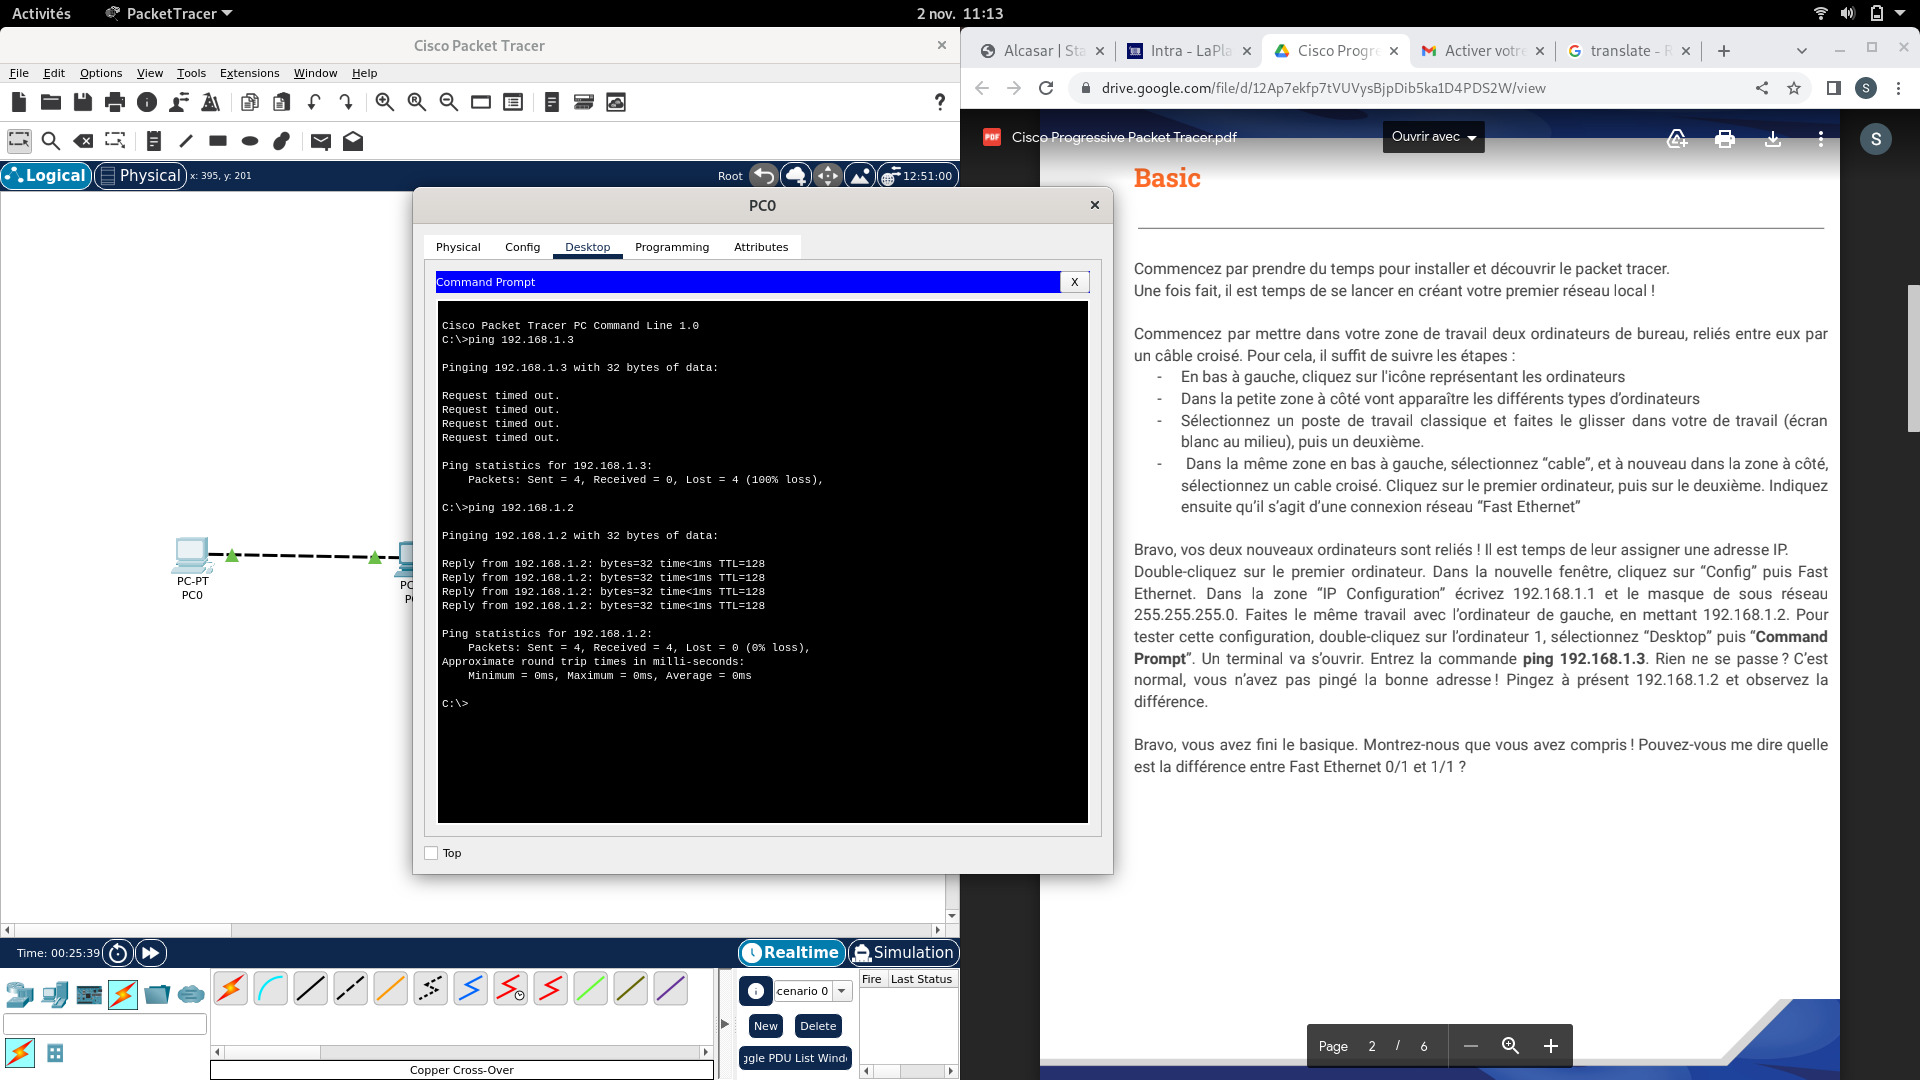 Activités
PacketTracer
2 nov. 11:13
Cisco Packet Tracer
File Edit Options View Tools Extensions Window Help
Logical
Physical
x: 395, y: 201
Root
12:51:00
PC-PT
PC0
PC0
Physical Config Desktop Programming Attributes
Command Prompt
X
Cisco Packet Tracer PC Command Line 1.0
C:\>ping 192.168.1.3
Pinging 192.168.1.3 with 32 bytes of data:
Request timed out.
Request timed out.
Request timed out.
Request timed out.
Ping statistics for 192.168.1.3:
Packets: Sent = 4, Received = 0, Lost = 4 (100% loss),
C:\>ping 192.168.1.2
Pinging 192.168.1.2 with 32 bytes of data:
Reply from 192.168.1.2: bytes=32 time<1ms TTL=128
Reply from 192.168.1.2: bytes=32 time<1ms TTL=128
Reply from 192.168.1.2: bytes=32 time<1ms TTL=128
Reply from 192.168.1.2: bytes=32 time<1ms TTL=128
Ping statistics for 192.168.1.2:
Packets: Sent = 4, Received = 4, Lost = 0 (0% loss),
Approximate round trip times in milli-seconds:
Minimum = 0ms, Maximum = 0ms, Average = 0ms
C:\>
Top
Time: 00:25:39
Realtime
Simulation
cenario 0
Fire Last Status
New
Delete
ggle PDU List Wind
Copper Cross-Over
Alcasar | Sta
Intra - LaPla
Cisco Progre
Activer votre
translate - R
drive.google.com/file/d/12Ap7ekfp7tVUVysBjpDib5ka1D4PDS2W/view
S
PDF
Cisco Progressive Packet Tracer.pdf
Ouvrir avec
S
Basic
Commencez par prendre du temps pour installer et découvrir le packet tracer.
Une fois fait, il est temps de se lancer en créant votre premier réseau local !
Commencez par mettre dans votre zone de travail deux ordinateurs de bureau, reliés entre eux par
un câble croisé. Pour cela, il suffit de suivre les étapes :
- En bas à gauche, cliquez sur l'icône représentant les ordinateurs
- Dans la petite zone à côté vont apparaître les différents types d'ordinateurs
- Sélectionnez un poste de travail classique et faites le glisser dans votre de travail (écran
blanc au milieu), puis un deuxième.
- Dans la même zone en bas à gauche, sélectionnez “cable”, et à nouveau dans la zone à côté,
sélectionnez un cable croisé. Cliquez sur le premier ordinateur, puis sur le deuxième. Indiquez
ensuite qu'il s'agit d'une connexion réseau “Fast Ethernet”
Bravo, vos deux nouveaux ordinateurs sont reliés ! Il est temps de leur assigner une adresse IP.
Double-cliquez sur le premier ordinateur. Dans la nouvelle fenêtre, cliquez sur “Config” puis Fast
Ethernet. Dans la zone “IP Configuration” écrivez 192.168.1.1 et le masque de sous réseau
255.255.255.0. Faites le même travail avec l'ordinateur de gauche, en mettant 192.168.1.2. Pour
tester cette configuration, double-cliquez sur l'ordinateur 1, sélectionnez “Desktop” puis “Command
Prompt”. Un terminal va s'ouvrir. Entrez la commande ping 192.168.1.3. Rien ne se passe ? C'est
normal, vous n'avez pas pingé la bonne adresse ! Pingez à présent 192.168.1.2 et observez la
différence.
Bravo, vous avez fini le basique. Montrez-nous que vous avez compris ! Pouvez-vous me dire quelle
est la différence entre Fast Ethernet 0/1 et 1/1 ?
Page 2 / 6